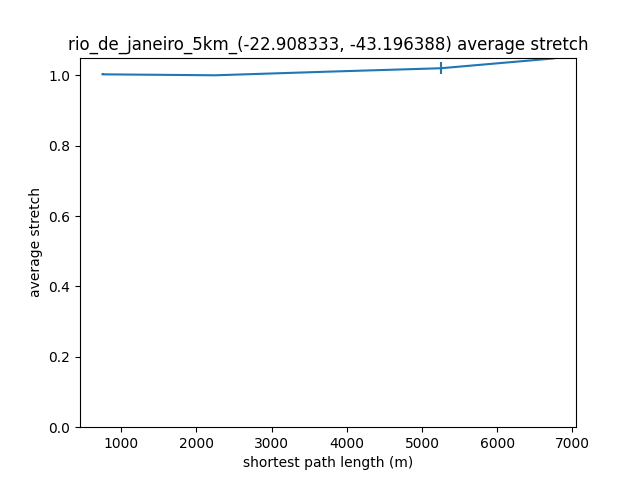 rio_de_janeiro_5km_(-22.908333, -43.196388) average stretch
1.0
0.8
0.6
0.4
0.2
0.0
average stretch
1000 2000 3000 4000 5000 6000 7000
shortest path length (m)